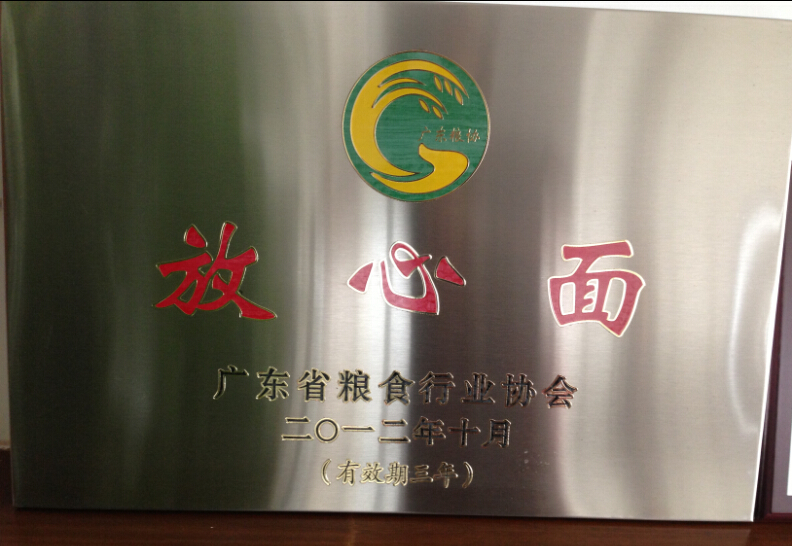 广东粮标
放心面
广东省粮食行业协会
二〇一二年十月
(有效期三年)